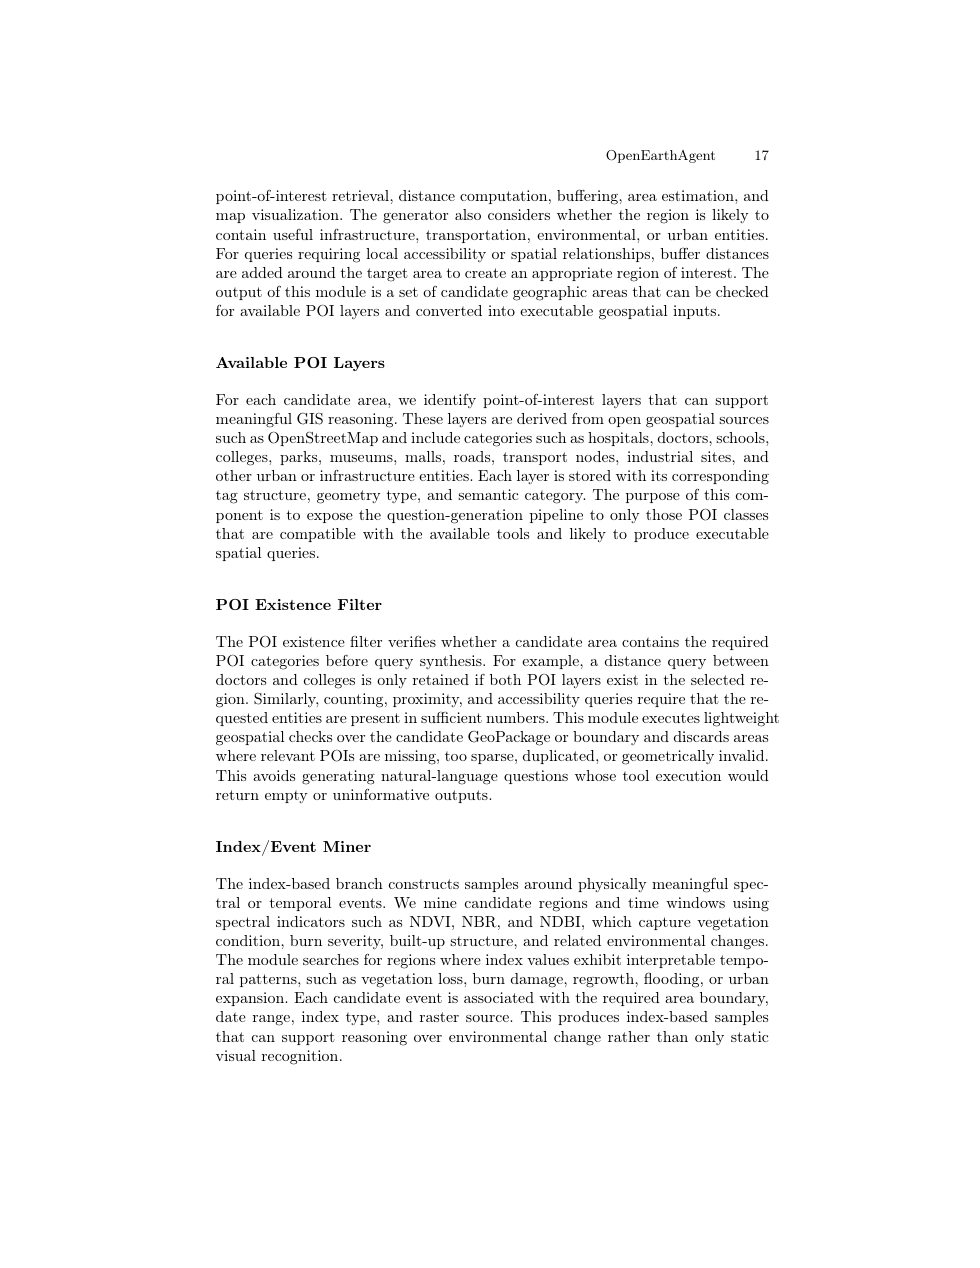 OpenEarthAgent 17
point-of-interest retrieval, distance computation, buffering, area estimation, and
map visualization. The generator also considers whether the region is likely to
contain useful infrastructure, transportation, environmental, or urban entities.
For queries requiring local accessibility or spatial relationships, buffer distances
are added around the target area to create an appropriate region of interest. The
output of this module is a set of candidate geographic areas that can be checked
for available POI layers and converted into executable geospatial inputs.
Available POI Layers
For each candidate area, we identify point-of-interest layers that can support
meaningful GIS reasoning. These layers are derived from open geospatial sources
such as OpenStreetMap and include categories such as hospitals, doctors, schools,
colleges, parks, museums, malls, roads, transport nodes, industrial sites, and
other urban or infrastructure entities. Each layer is stored with its corresponding
tag structure, geometry type, and semantic category. The purpose of this com-
ponent is to expose the question-generation pipeline to only those POI classes
that are compatible with the available tools and likely to produce executable
spatial queries.
POI Existence Filter
The POI existence filter verifies whether a candidate area contains the required
POI categories before query synthesis. For example, a distance query between
doctors and colleges is only retained if both POI layers exist in the selected re-
gion. Similarly, counting, proximity, and accessibility queries require that the re-
quested entities are present in sufficient numbers. This module executes lightweight
geospatial checks over the candidate GeoPackage or boundary and discards areas
where relevant POIs are missing, too sparse, duplicated, or geometrically invalid.
This avoids generating natural-language questions whose tool execution would
return empty or uninformative outputs.
Index/Event Miner
The index-based branch constructs samples around physically meaningful spec-
tral or temporal events. We mine candidate regions and time windows using
spectral indicators such as NDVI, NBR, and NDBI, which capture vegetation
condition, burn severity, built-up structure, and related environmental changes.
The module searches for regions where index values exhibit interpretable tempo-
ral patterns, such as vegetation loss, burn damage, regrowth, flooding, or urban
expansion. Each candidate event is associated with the required area boundary,
date range, index type, and raster source. This produces index-based samples
that can support reasoning over environmental change rather than only static
visual recognition.